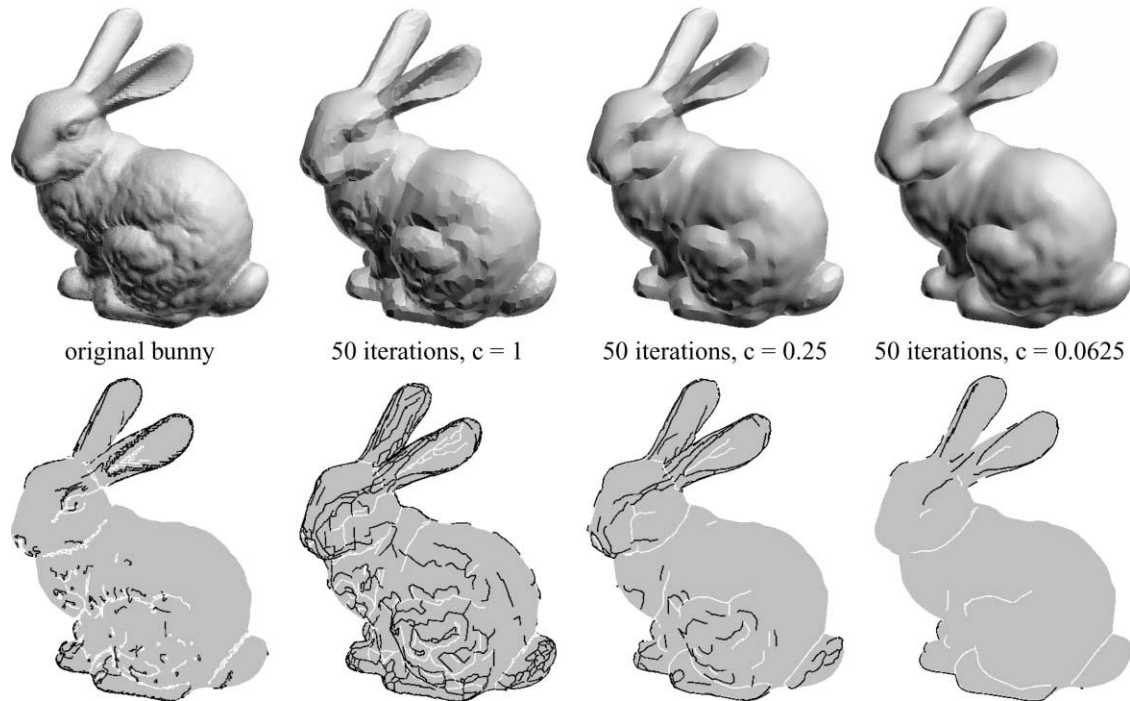 original bunny
50 iterations, c = 1
50 iterations, c = 0.25
50 iterations, c = 0.0625